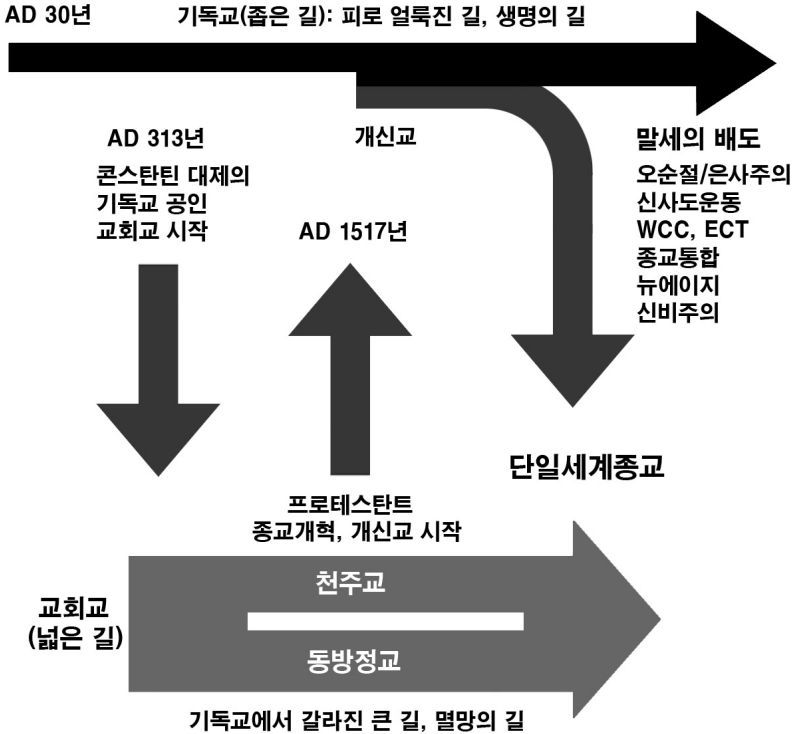 AD 30년
기독교(좁은 길): 피로 얼룩진 길, 생명의 길
AD 313년
콘스탄틴 대제의
기독교 공인
교회교 시작
개신교
AD 1517년
말세의 배도
오순절/은사주의
신사도운동
WCC, ECT
종교통합
뉴에이지
신비주의
단일세계종교
프로테스탄트
종교개혁, 개신교 시작
교회교
(넓은 길)
천주교
동방정교
기독교에서 갈라진 큰 길, 멸망의 길